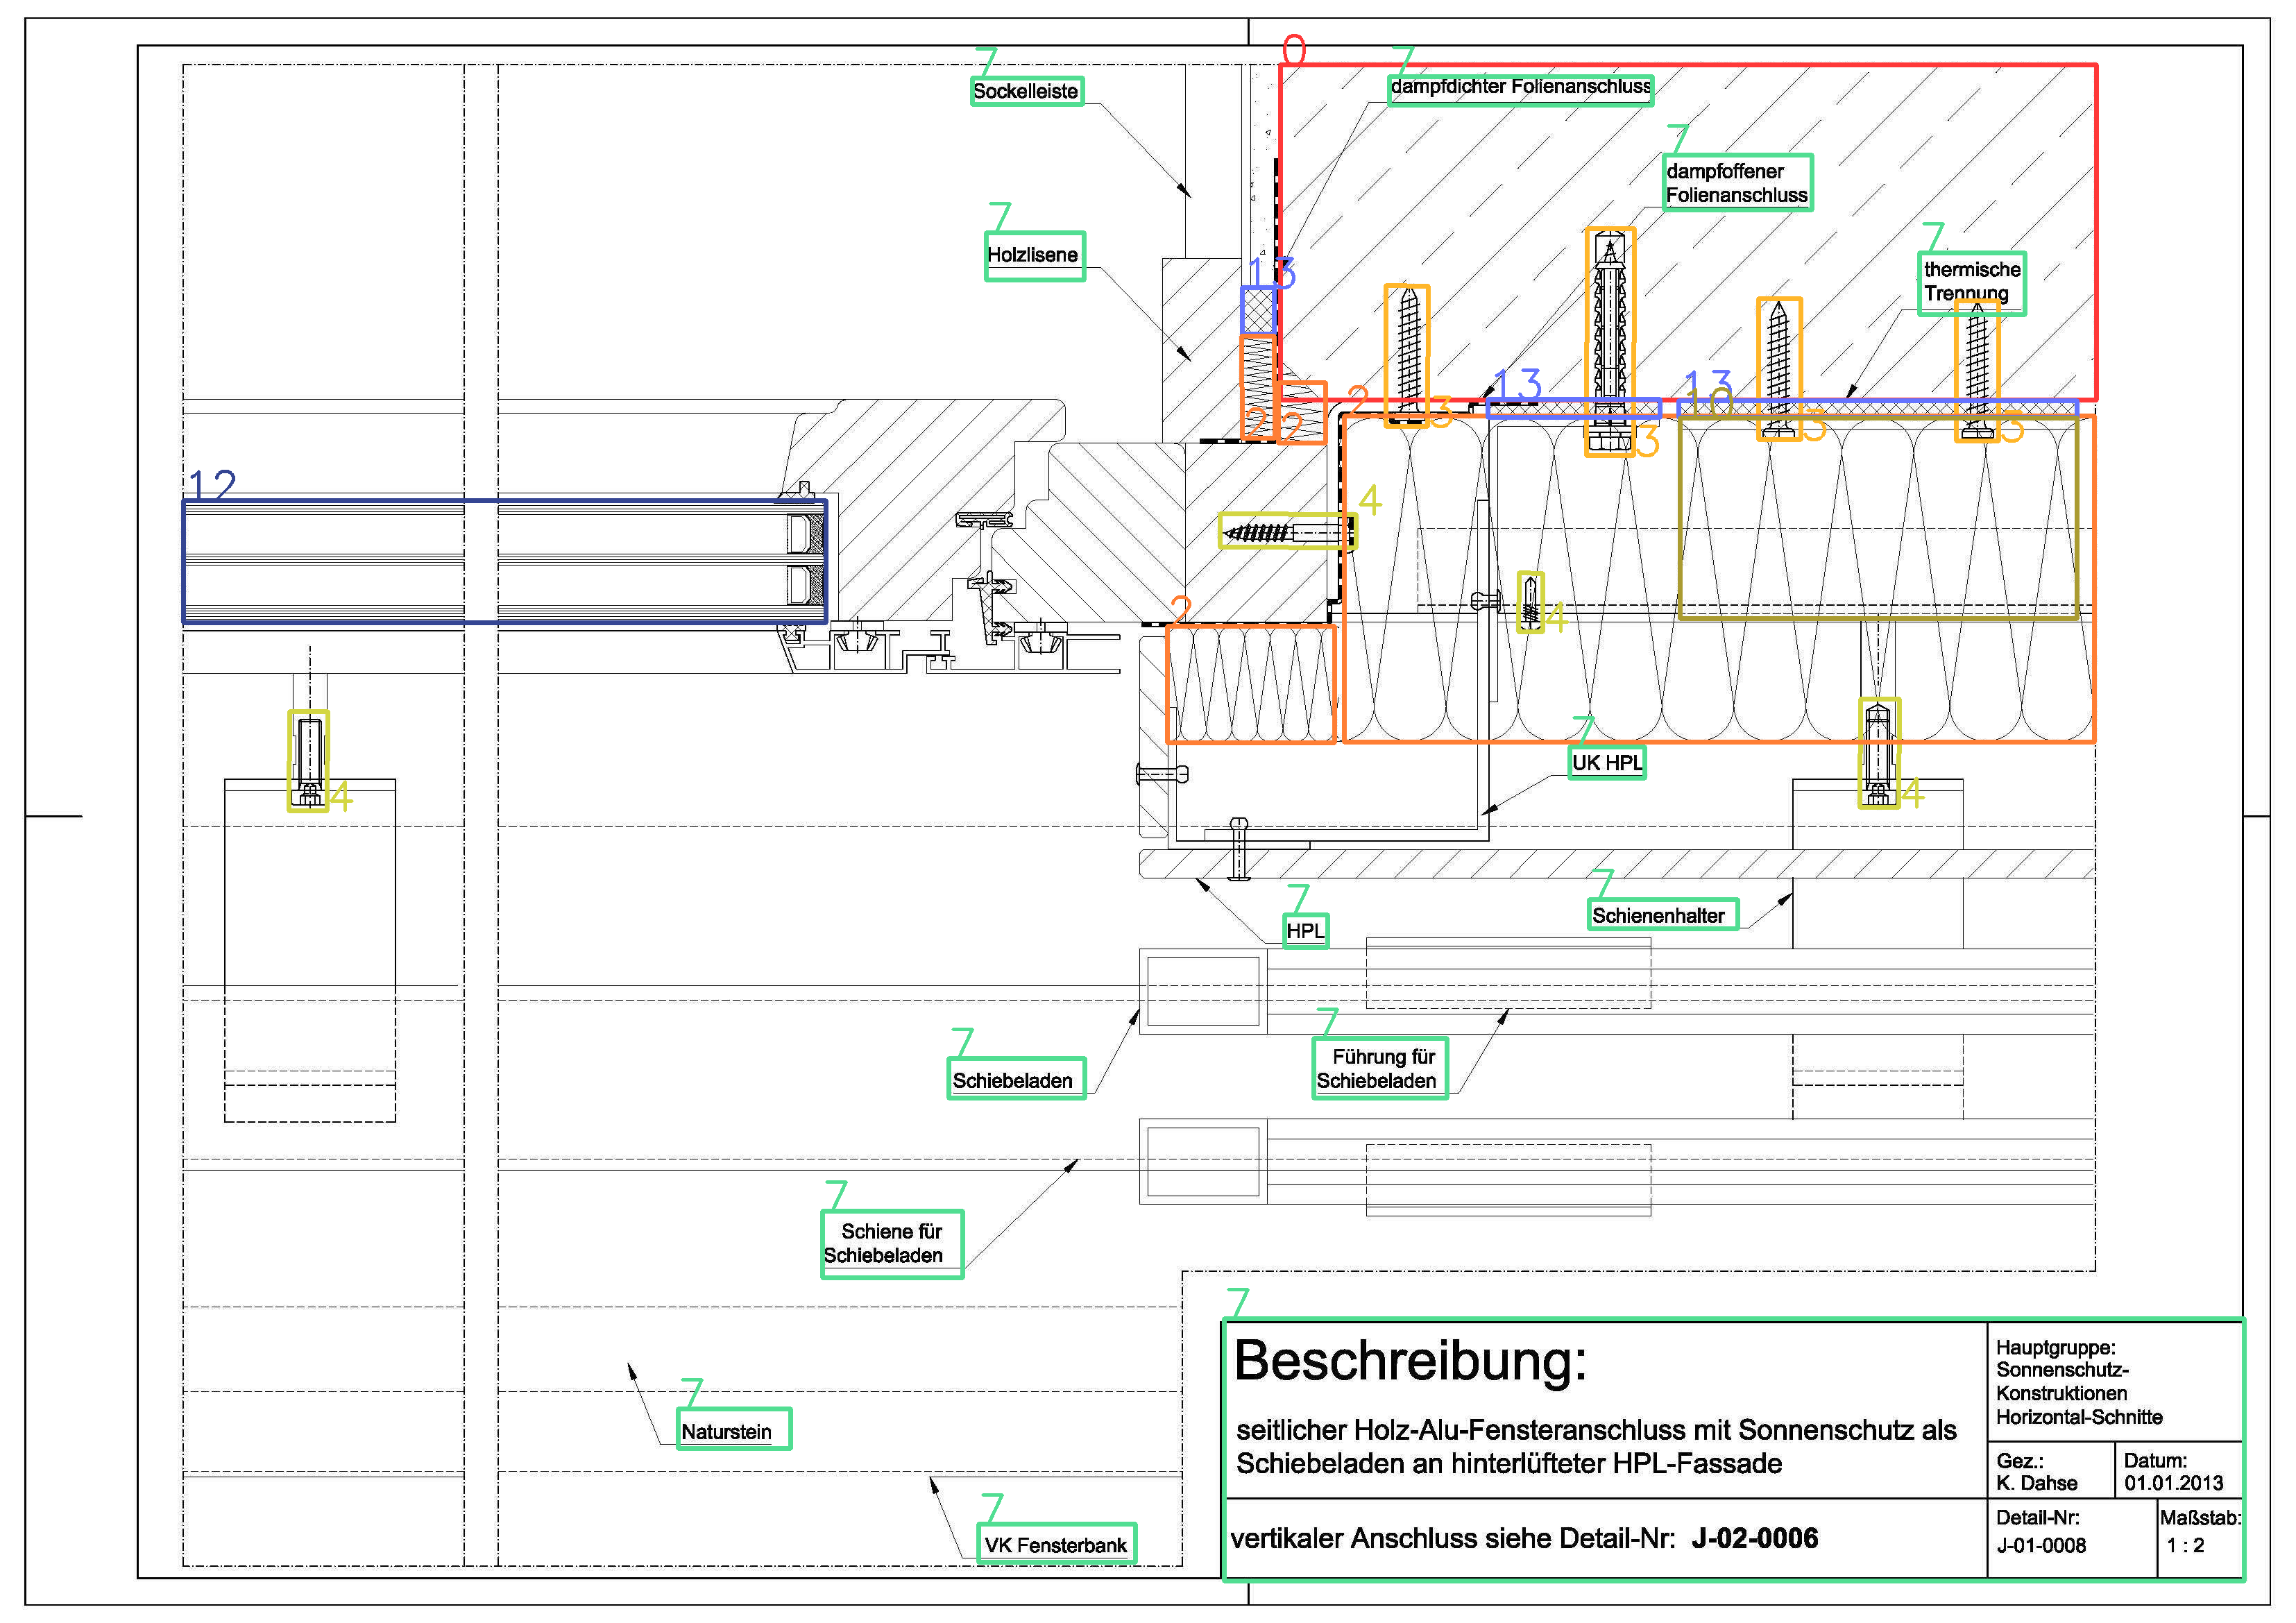 7
Sockelleiste
0
7
dampfdichter Folienanschluss
7
dampfoffener
Folienanschluss
7
Holzlisene
7
thermische
Trennung
13
13
13
10
2
2
2
3
3
3
3
12
4
4
2
7
UK HPL
4
4
7
HPL
7
Schienenhalter
7
Schiebeladen
7
Führung für
Schiebeladen
7
Schiene für
Schiebeladen
7
Naturstein
7
VK Fensterbank
7
Beschreibung:
seitlicher Holz-Alu-Fensteranschluss mit Sonnenschutz als
Schiebeladen an hinterlüfteter HPL-Fassade
vertikaler Anschluss siehe Detail-Nr: J-02-0006
Hauptgruppe:
Sonnenschutz-
Konstruktionen
Horizontal-Schnitte
Gez.:
K. Dahse
Datum:
01.01.2013
Detail-Nr:
J-01-0008
Maßstab:
1 : 2